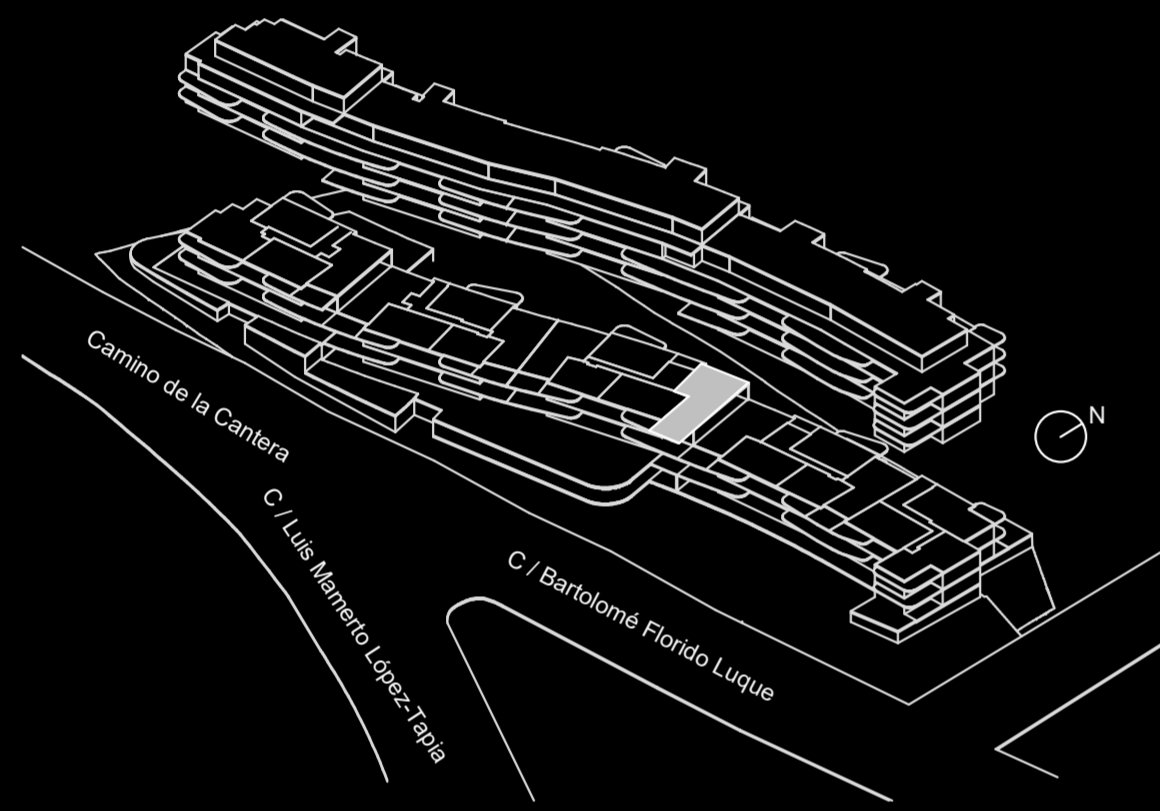 Camino de la Cantera
N
C / Luis Mamerto López-Tapia
C / Bartolomé Florido Luque